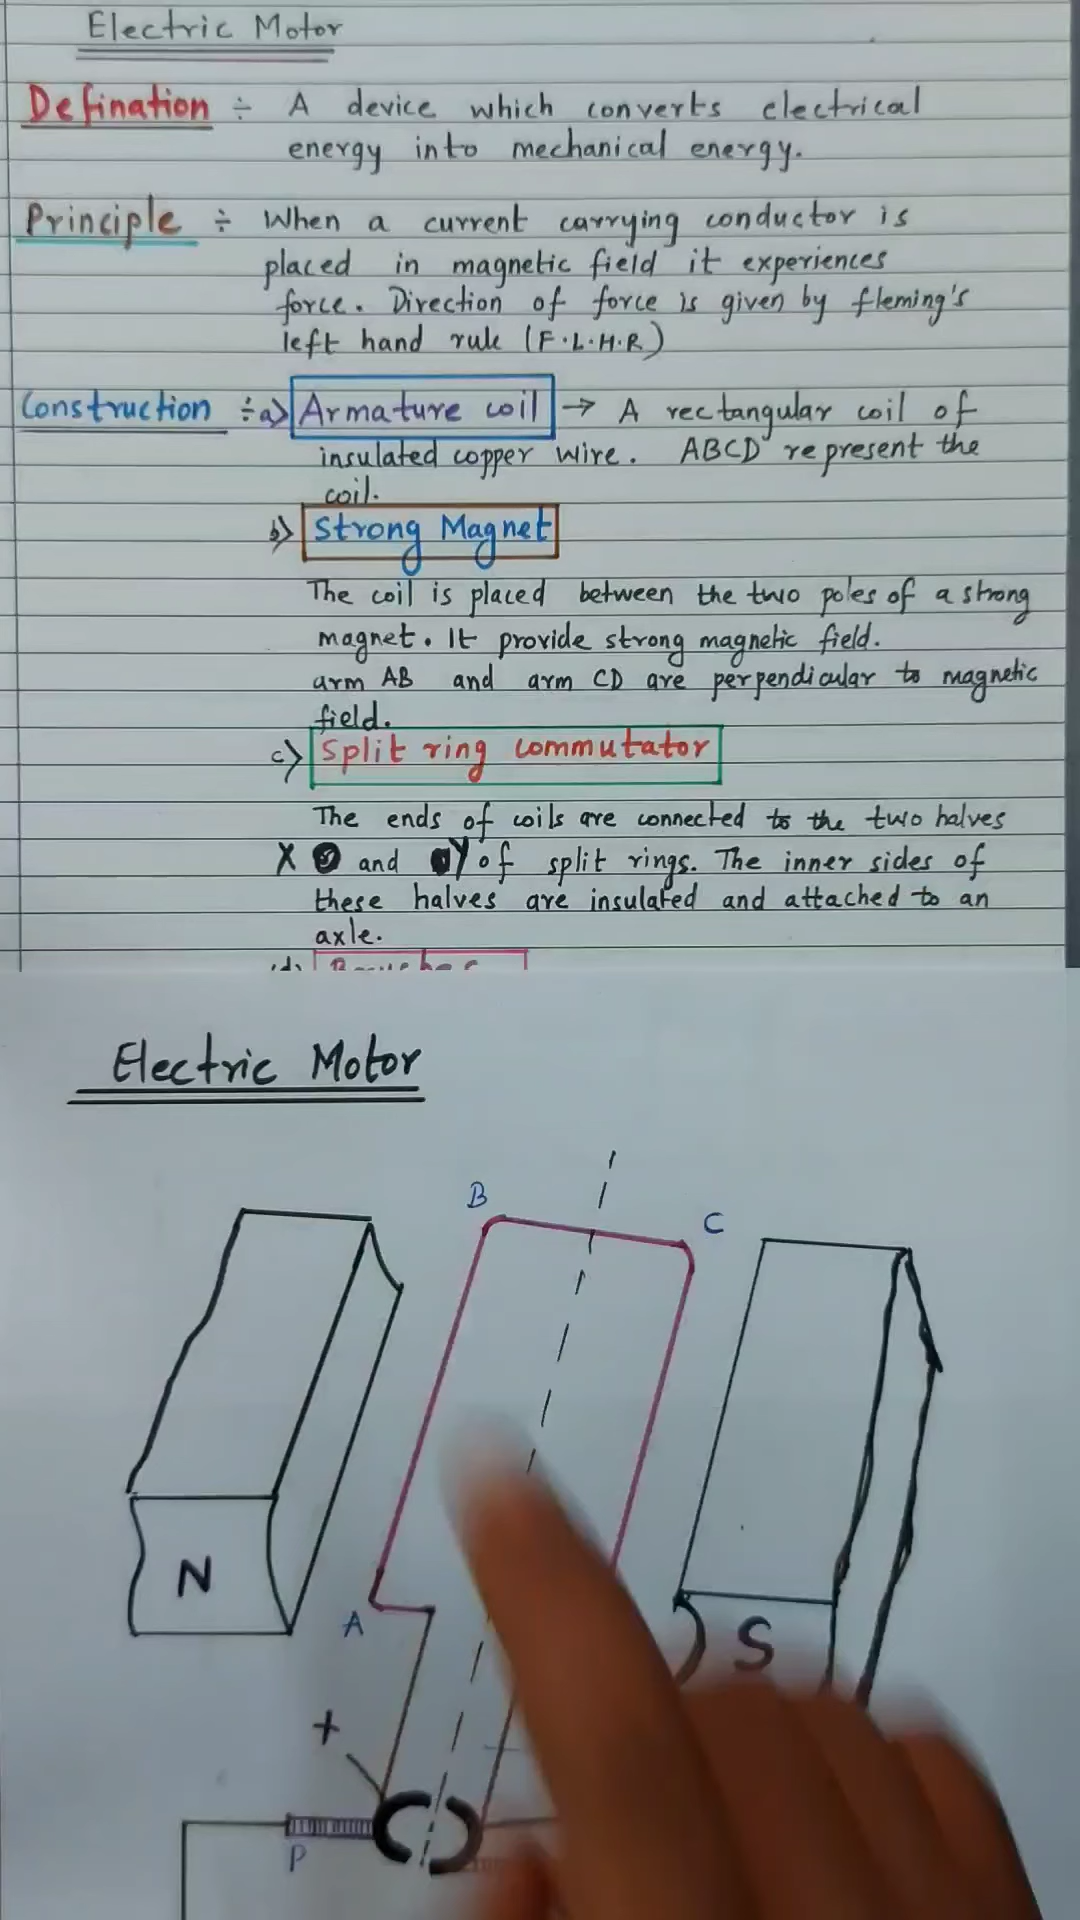 Electric Motor
Defination ÷ A device which converts electrical
energy into mechanical energy.
Principle ÷ When a current carrying conductor is
placed in magnetic field it experiences
force. Direction of force is given by fleming's
left hand rule (F.L.H.R)
Construction ÷ a) Armature coil → A rectangular coil of
insulated copper wire. ABCD represent the
coil.
b) Strong Magnet
The coil is placed between the two poles of a strong
magnet. It provide strong magnetic field.
arm AB and arm CD are perpendicular to magnetic
field.
c) Split ring commutator
The ends of coils are connected to the two halves
X and Y of split rings. The inner sides of
these halves are insulated and attached to an
axle.
Electric Motor
B
C
N
A
S
+
P